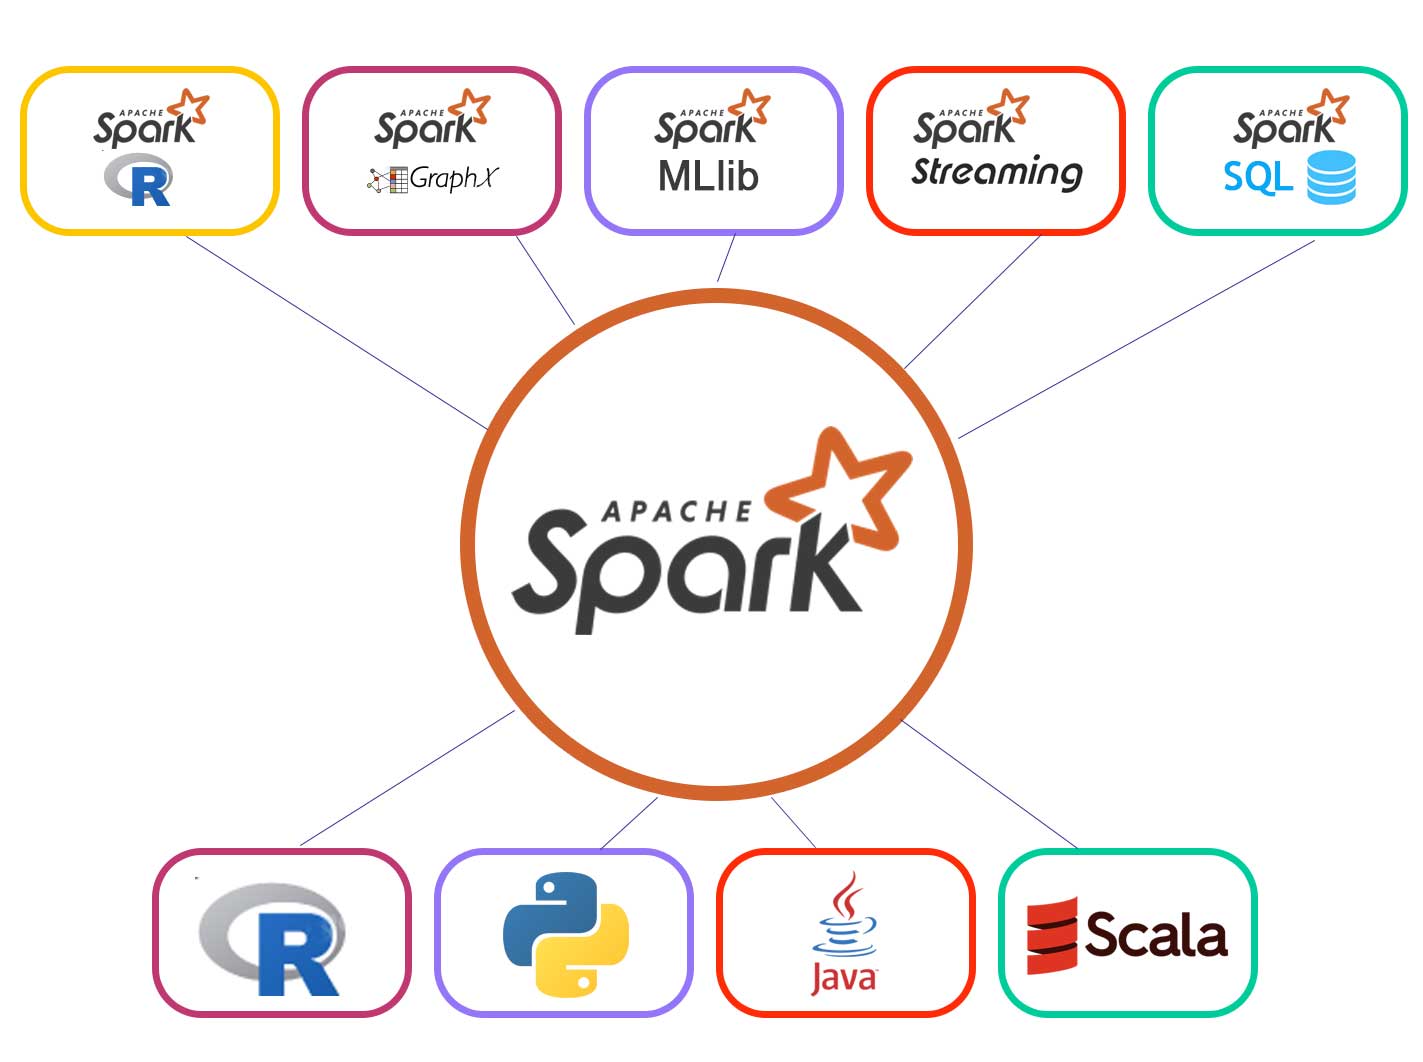 APACHE
Spark
R
APACHE
Spark
GraphX
APACHE
Spark
MLlib
APACHE
Spark
Streaming
APACHE
Spark
SQL
APACHE
Spark
R
Java
Scala